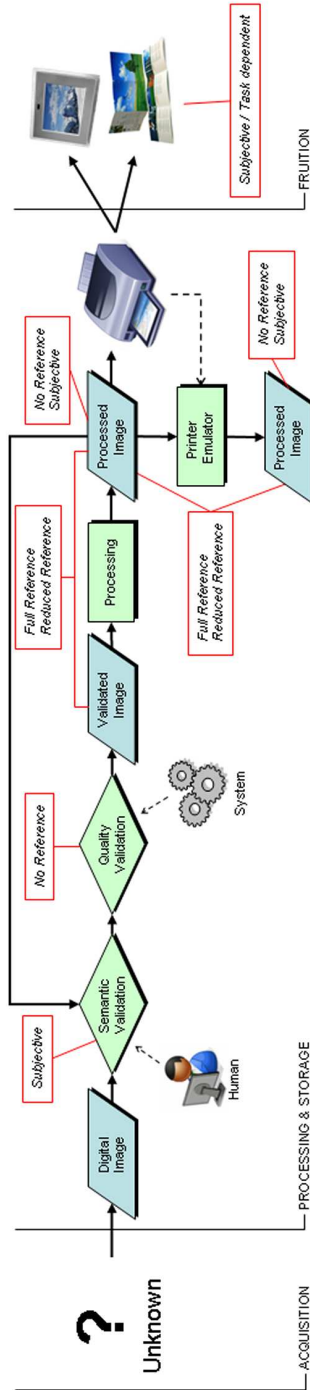 ?
Unknown
ACQUISITION
Digital
Image
Subjective
Semantic
Validation
Human
No Reference
Quality
Validation
System
Validated
Image
Full Reference
Reduced Reference
Processing
No Reference
Subjective
Processed
Image
Printer
Emulator
Full Reference
Reduced Reference
Processed
Image
No Reference
Subjective
PROCESSING & STORAGE
Subjective / Task dependent
FRUITION